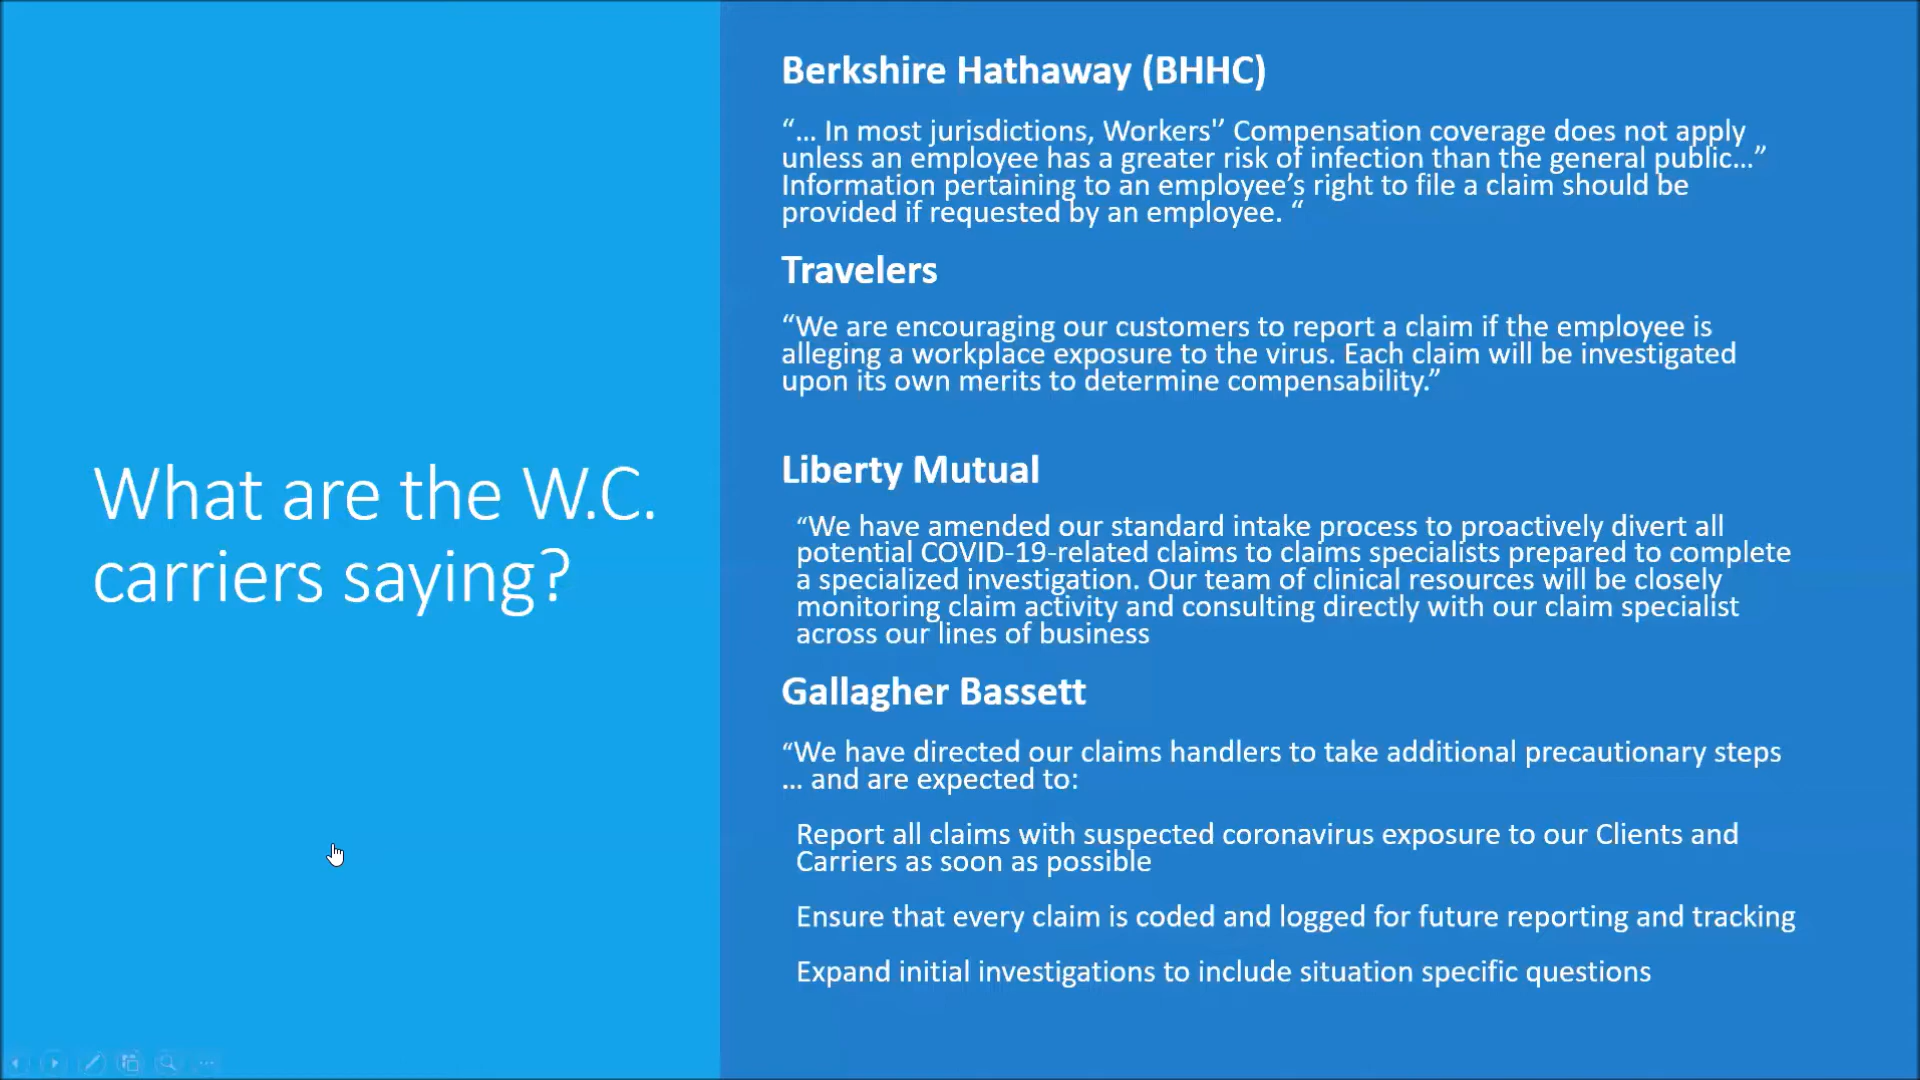 What are the W.C.
carriers saying?
Berkshire Hathaway (BHHC)
“... In most jurisdictions, Workers'’ Compensation coverage does not apply
unless an employee has a greater risk of infection than the general public...”
Information pertaining to an employee’s right to file a claim should be
provided if requested by an employee. “
Travelers
“We are encouraging our customers to report a claim if the employee is
alleging a workplace exposure to the virus. Each claim will be investigated
upon its own merits to determine compensability.”
Liberty Mutual
“We have amended our standard intake process to proactively divert all
potential COVID-19-related claims to claims specialists prepared to complete
a specialized investigation. Our team of clinical resources will be closely
monitoring claim activity and consulting directly with our claim specialist
across our lines of business
Gallagher Bassett
“We have directed our claims handlers to take additional precautionary steps
... and are expected to:
Report all claims with suspected coronavirus exposure to our Clients and
Carriers as soon as possible
Ensure that every claim is coded and logged for future reporting and tracking
Expand initial investigations to include situation specific questions